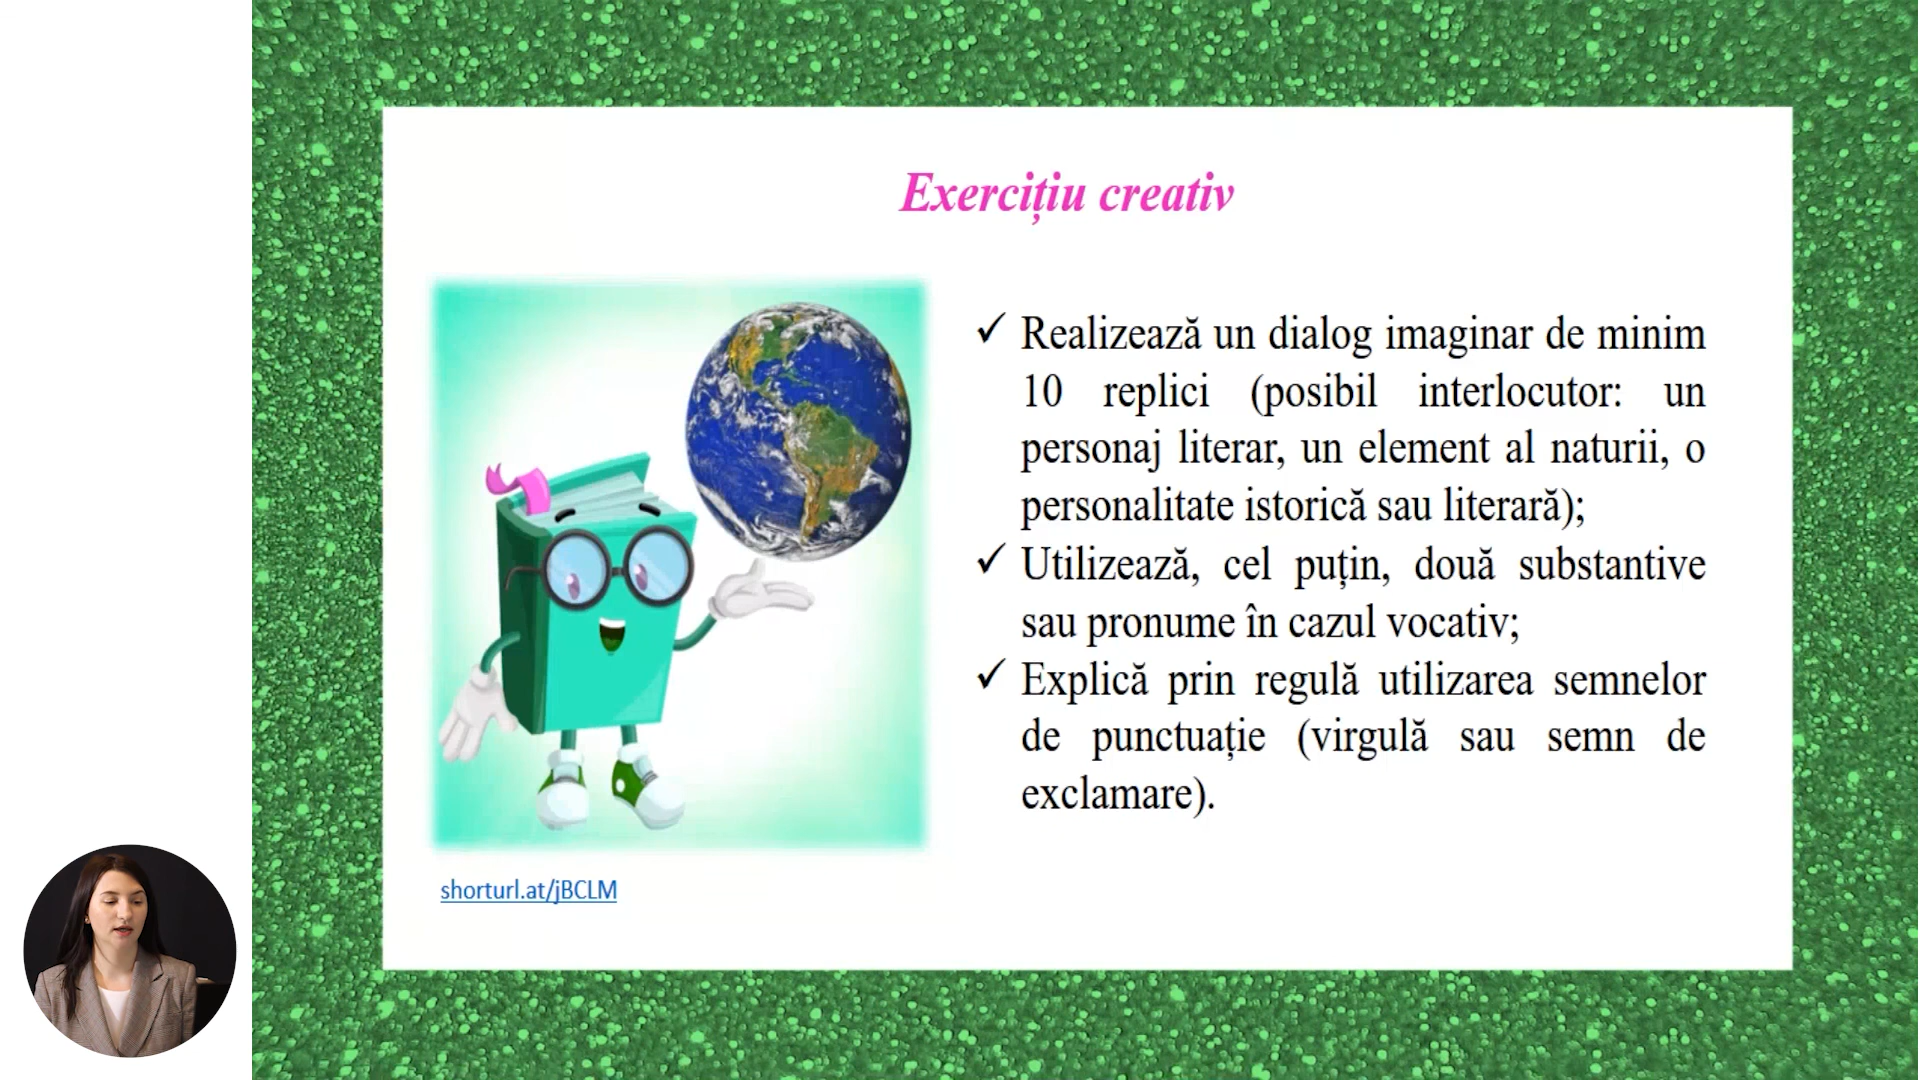 Exercițiu creativ
✓ Realizează un dialog imaginar de minim
10 replici (posibil interlocutor: un
personaj literar, un element al naturii, o
personalitate istorică sau literară);
✓ Utilizează, cel puțin, două substantive
sau pronume în cazul vocativ;
✓ Explică prin regulă utilizarea semnelor
de punctuație (virgulă sau semn de
exclamare).
shorturl.at/jBCLM